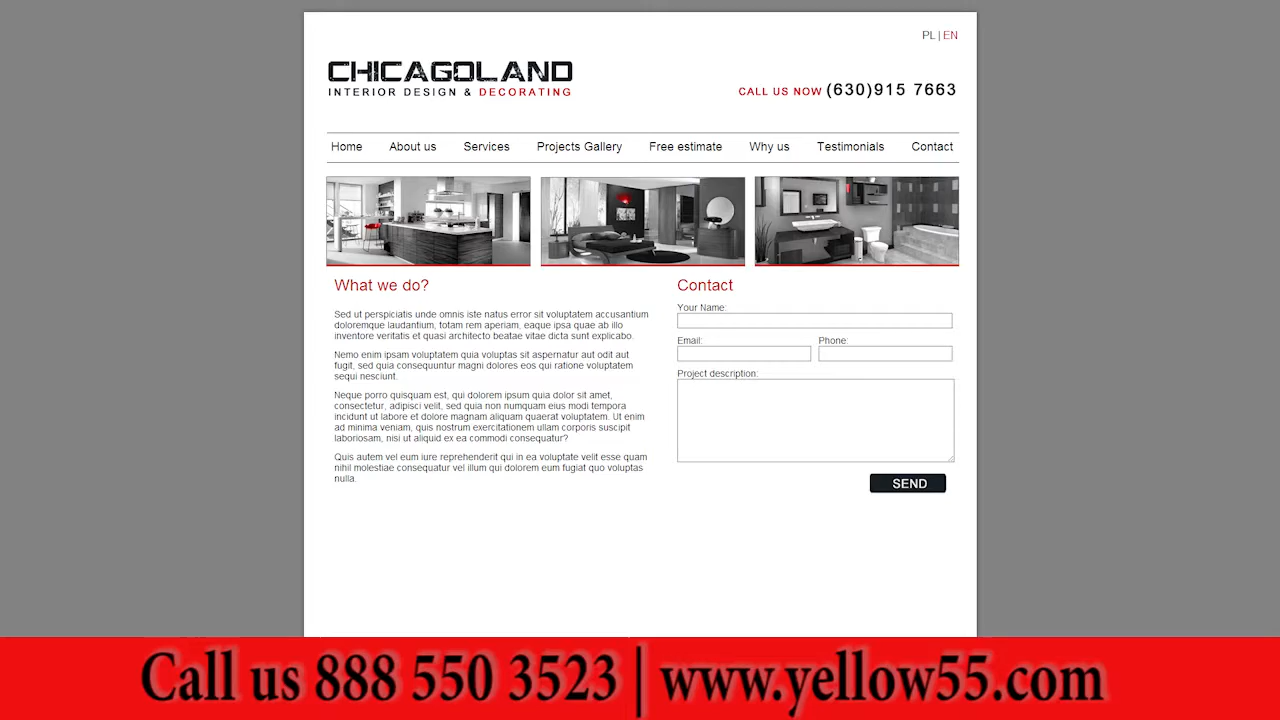 PL | EN
CHICAGOLAND
INTERIOR DESIGN & DECORATING
CALL US NOW (630)915 7663
Home About us Services Projects Gallery Free estimate Why us Testimonials Contact
What we do?
Sed ut perspiciatis unde omnis iste natus error sit voluptatem accusantium
doloremque laudantium, totam rem aperiam, eaque ipsa quae ab illo
inventore veritatis et quasi architecto beatae vitae dicta sunt explicabo.
Nemo enim ipsam voluptatem quia voluptas sit aspernatur aut odit aut
fugit, sed quia consequuntur magni dolores eos qui ratione voluptatem
sequi nesciunt.
Neque porro quisquam est, qui dolorem ipsum quia dolor sit amet,
consectetur, adipisci velit, sed quia non numquam eius modi tempora
incidunt ut labore et dolore magnam aliquam quaerat voluptatem. Ut enim
ad minima veniam, quis nostrum exercitationem ullam corporis suscipit
laboriosam, nisi ut aliquid ex ea commodi consequatur?
Quis autem vel eum iure reprehenderit qui in ea voluptate velit esse quam
nihil molestiae consequatur vel illum qui dolorem eum fugiat quo voluptas
nulla.
Contact
Your Name:
Email: Phone:
Project description:
SEND
Call us 888 550 3523 | www.yellow55.com